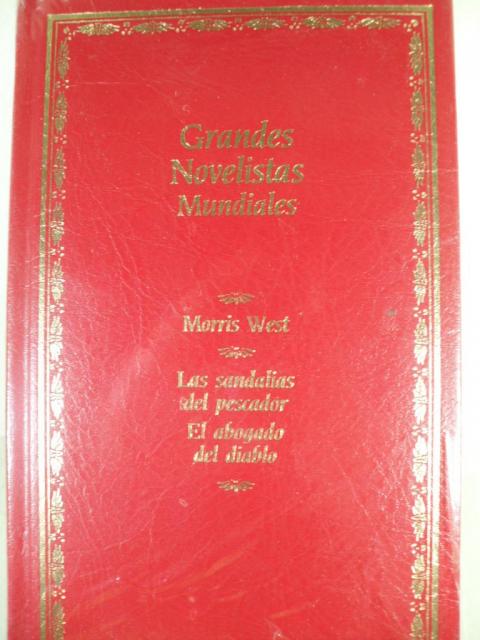 Grandes
Novelistas
Mundiales
Morris West
Las sandalias
del pescador
El abogado
del diablo